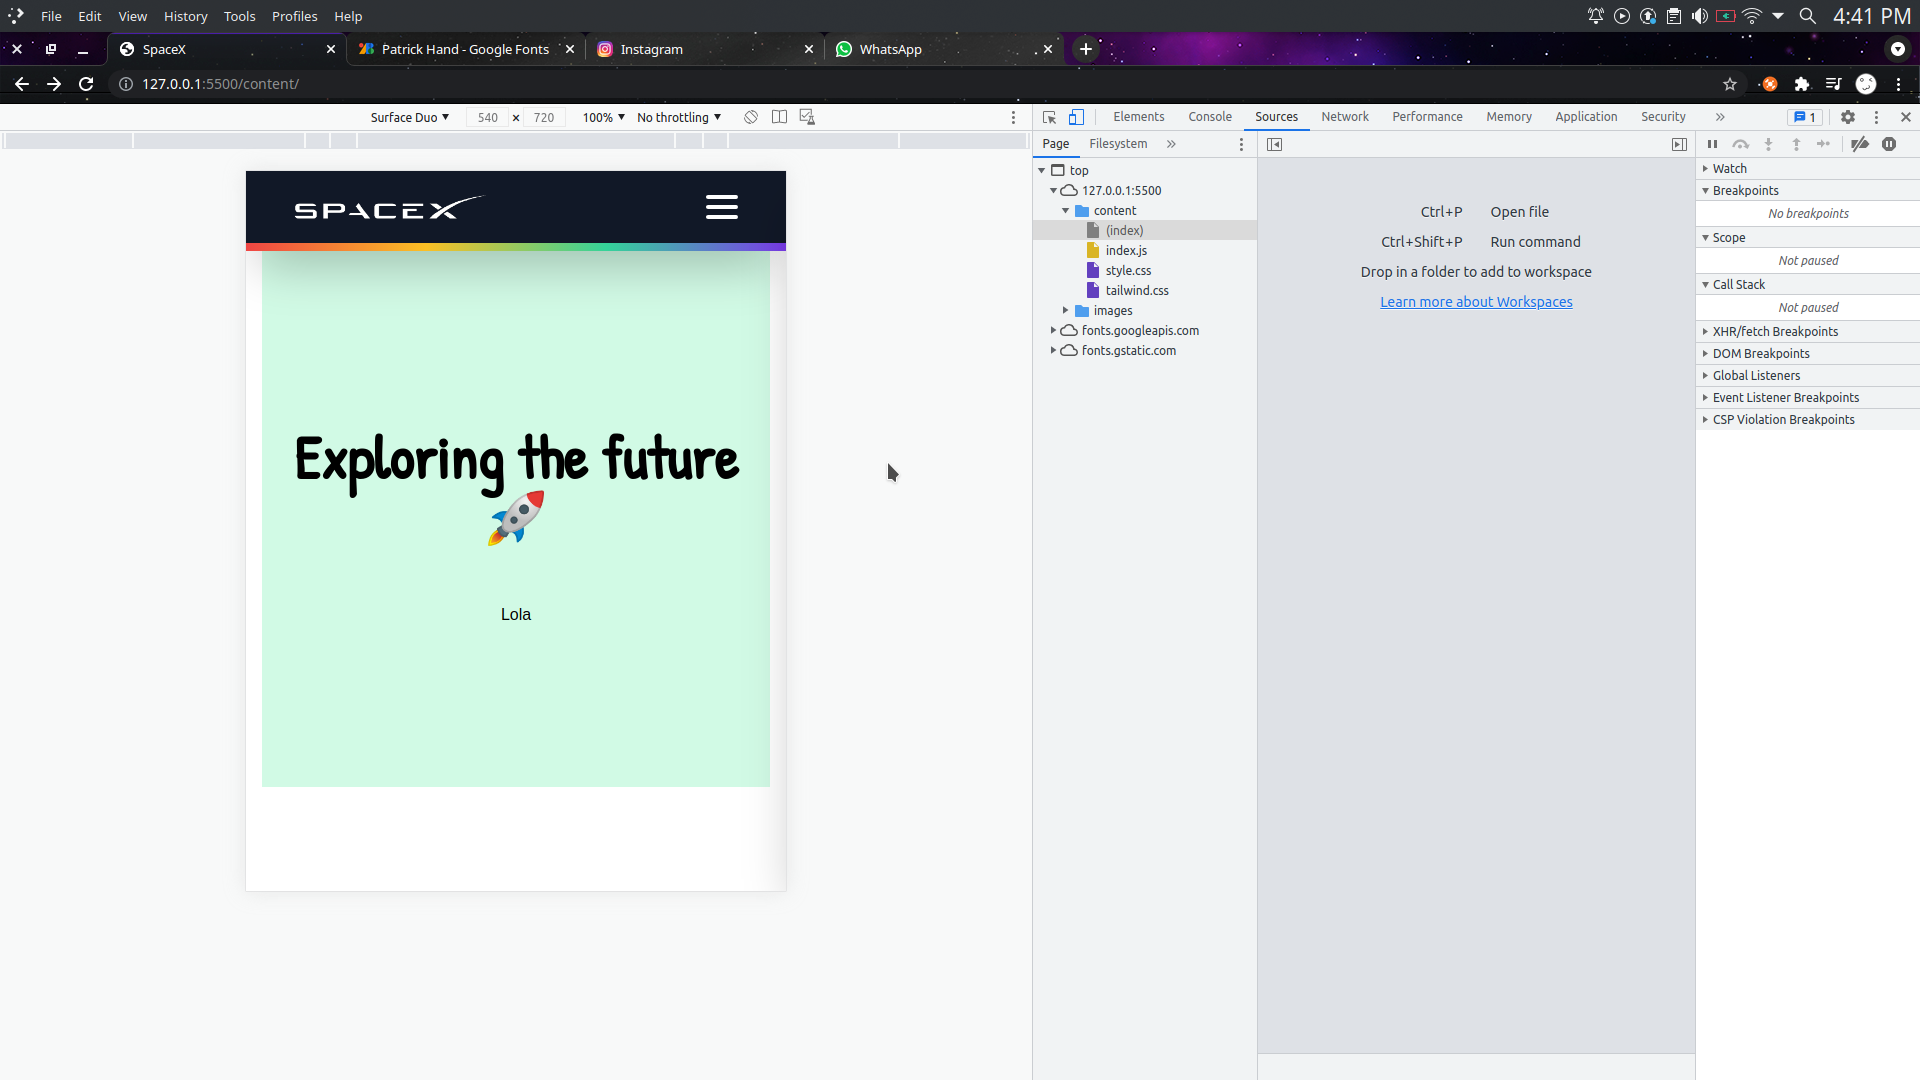 File Edit View History Tools Profiles Help
4:41 PM
SpaceX
Patrick Hand - Google Fonts
Instagram
WhatsApp
127.0.0.1:5500/content/
Surface Duo 540 × 720 100% No throttling
Elements Console Sources Network Performance Memory Application Security
1
Page Filesystem
top
127.0.0.1:5500
content
(index)
index.js
style.css
tailwind.css
images
fonts.googleapis.com
fonts.gstatic.com
Ctrl+P Open file
Ctrl+Shift+P Run command
Drop in a folder to add to workspace
Learn more about Workspaces
Watch
Breakpoints
No breakpoints
Scope
Not paused
Call Stack
Not paused
XHR/fetch Breakpoints
DOM Breakpoints
Global Listeners
Event Listener Breakpoints
CSP Violation Breakpoints
SPACEX
Exploring the future
🚀
Lola